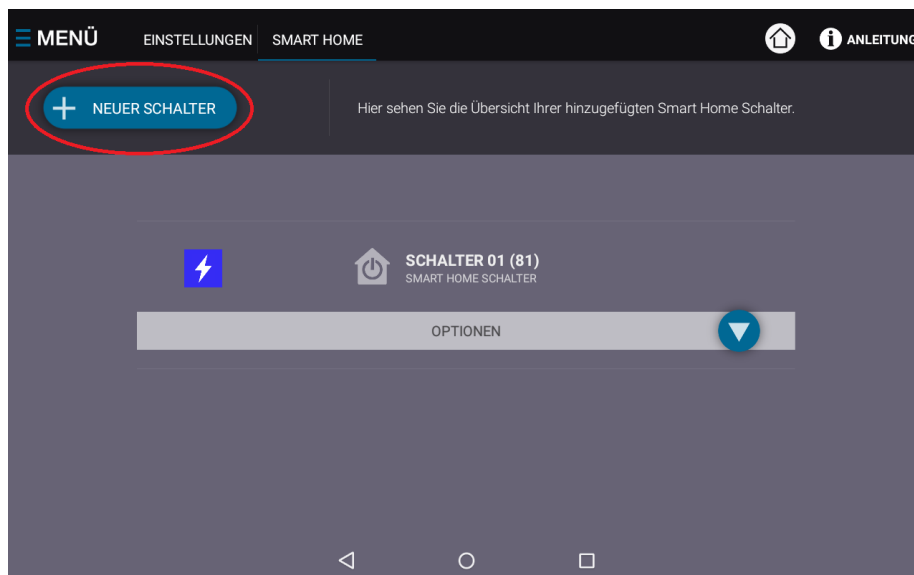 MENÜ EINSTELLUNGEN SMART HOME ANLEITUNG
NEUER SCHALTER
Hier sehen Sie die Übersicht Ihrer hinzugefügten Smart Home Schalter.
SCHALTER 01 (81)
SMART HOME SCHALTER
OPTIONEN